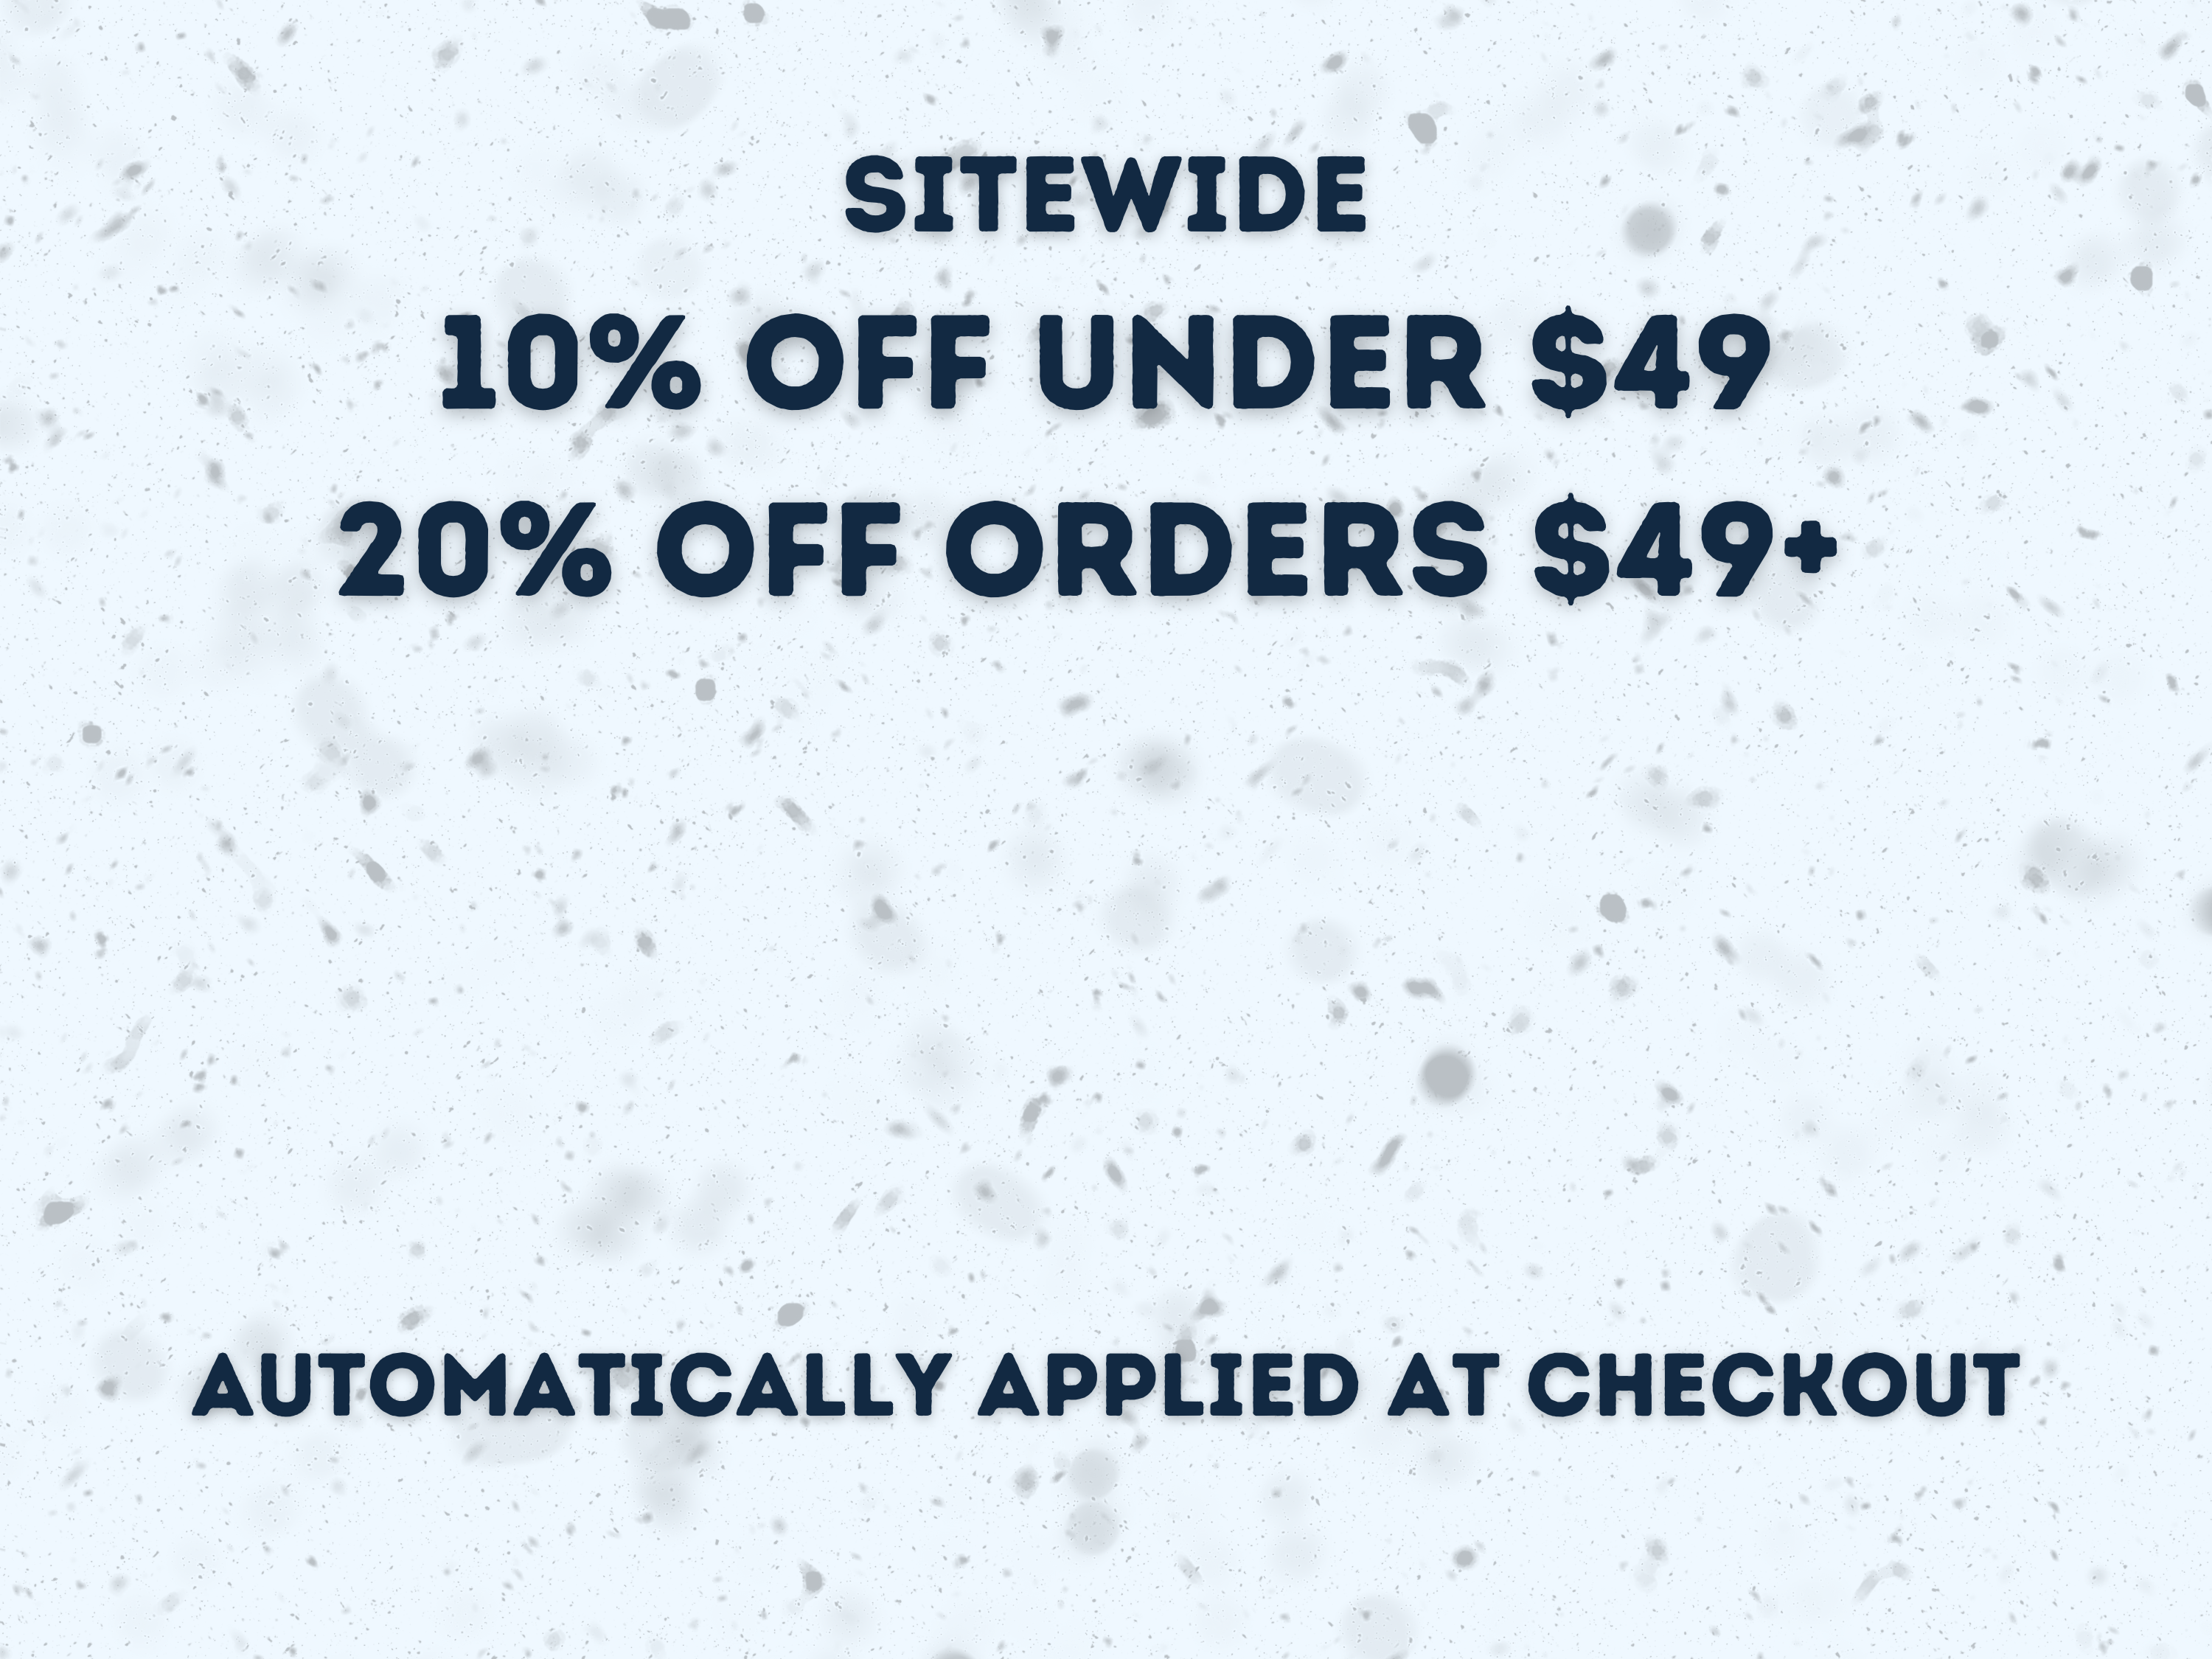 SITEWIDE
10% OFF UNDER $49
20% OFF ORDERS $49+
AUTOMATICALLY APPLIED AT CHECKOUT